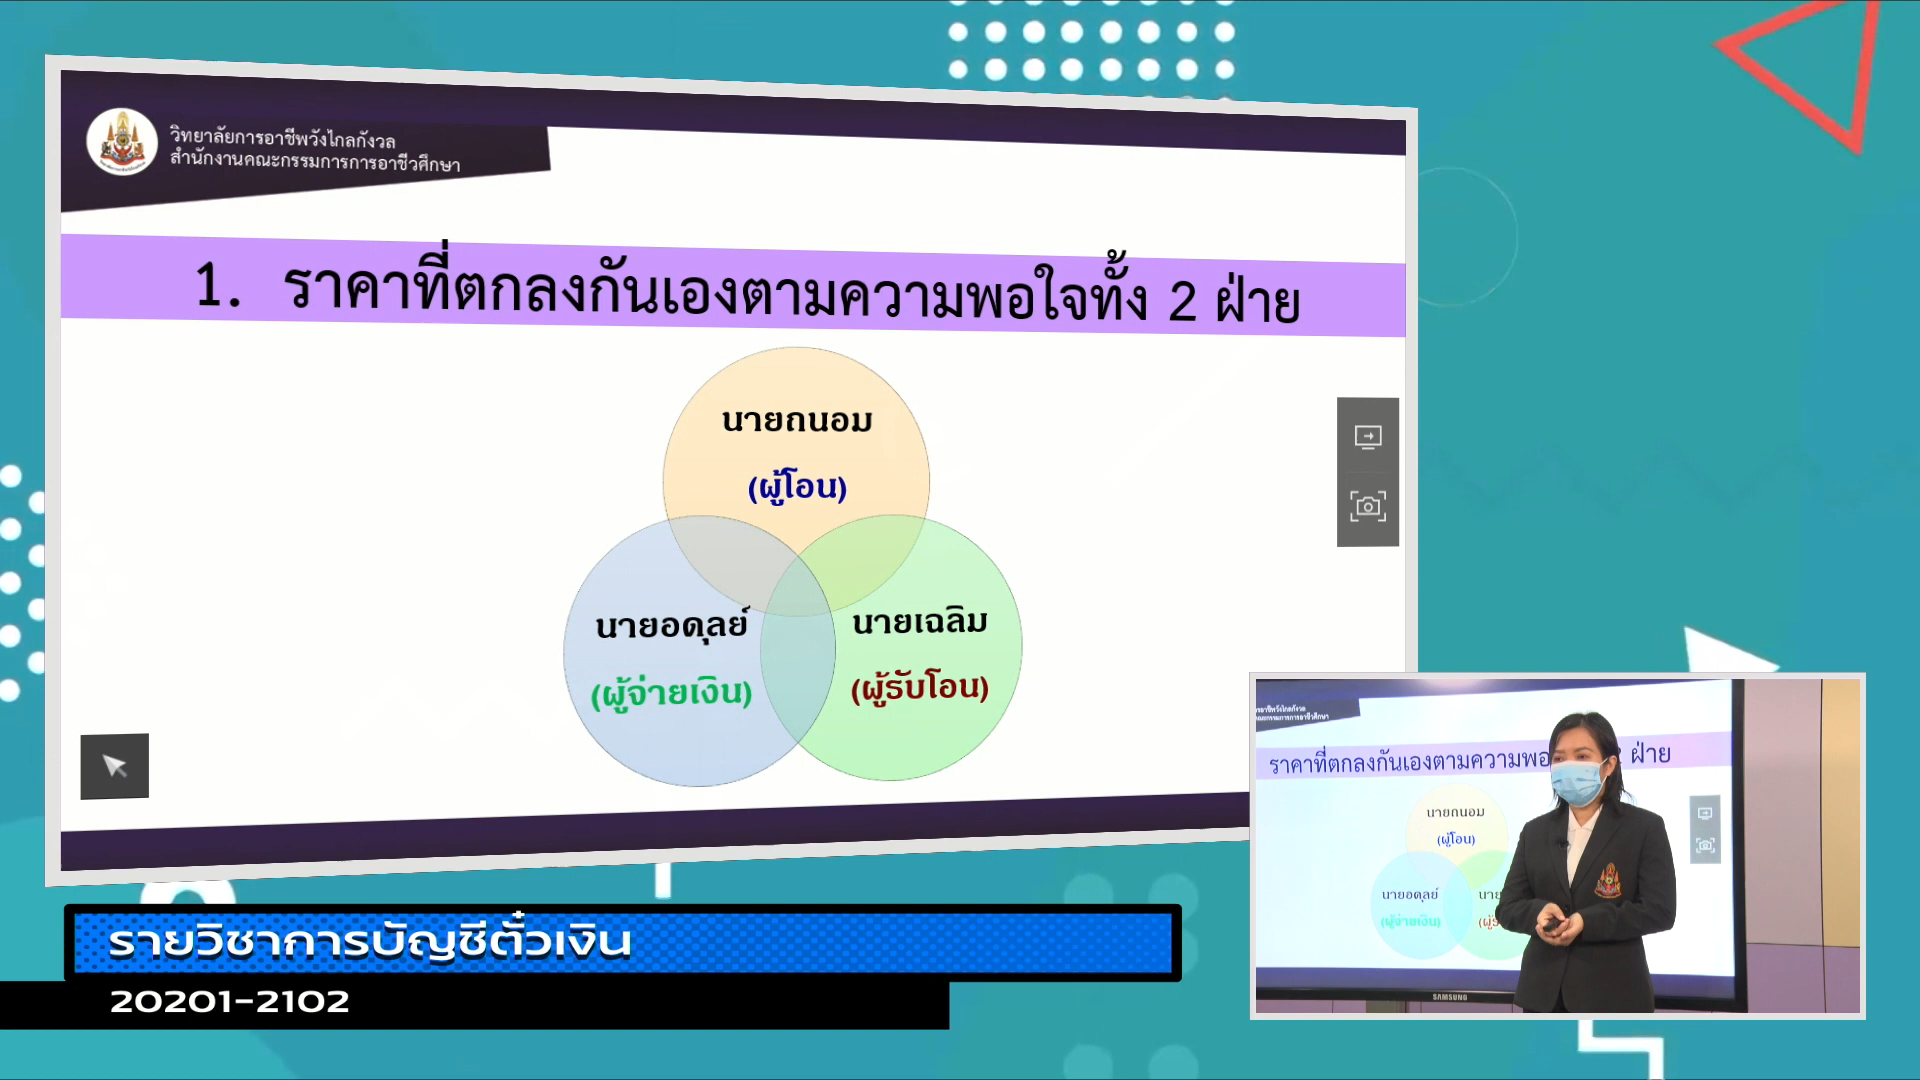 วิทยาลัยการอาชีพวังไกลกังวล
สำนักงานคณะกรรมการการอาชีวศึกษา
1. ราคาที่ตกลงกันเองตามความพอใจทั้ง 2 ฝ่าย
นายถนอม
(ผู้โอน)
นายอดุลย์
(ผู้จ่ายเงิน)
นายเฉลิม
(ผู้รับโอน)
ราคาที่ตกลงกันเองตามความพอ
ฝ่าย
นายถนอม
(ผู้โอน)
นายอดุลย์
(ผู้จ่ายเงิน)
นาย
SAMSUNG
รายวิชาการบัญชีตั๋วเงิน
20201-2102